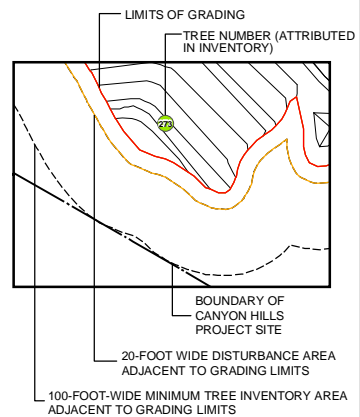 LIMITS OF GRADING
TREE NUMBER (ATTRIBUTED
IN INVENTORY)
273
BOUNDARY OF
CANYON HILLS
PROJECT SITE
20-FOOT WIDE DISTURBANCE AREA
ADJACENT TO GRADING LIMITS
100-FOOT-WIDE MINIMUM TREE INVENTORY AREA
ADJACENT TO GRADING LIMITS